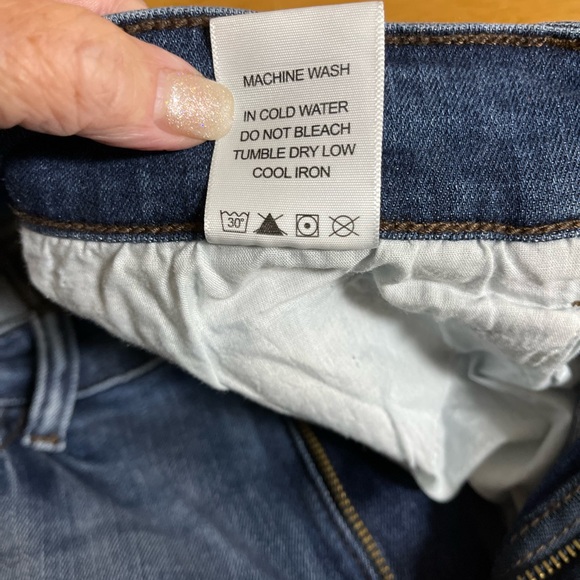 MACHINE WASH
IN COLD WATER
DO NOT BLEACH
TUMBLE DRY LOW
COOL IRON
30°